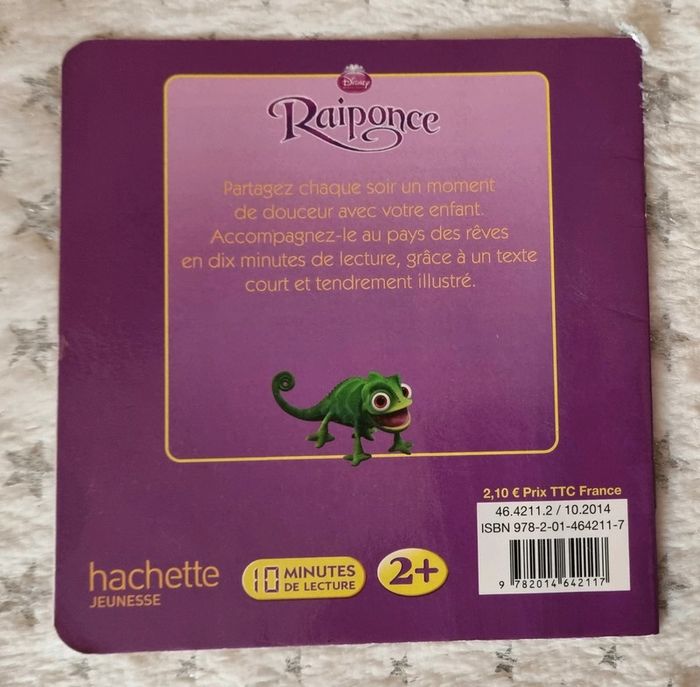 Disney
Raiponce
Partagez chaque soir un moment
de douceur avec votre enfant.
Accompagnez-le au pays des rêves
en dix minutes de lecture, grâce à un texte
court et tendrement illustré.
2,10 € Prix TTC France
46.4211.2 / 10.2014
ISBN 978-2-01-464211-7
9 782014 642117
hachette
JEUNESSE
10 MINUTES
DE LECTURE
2+